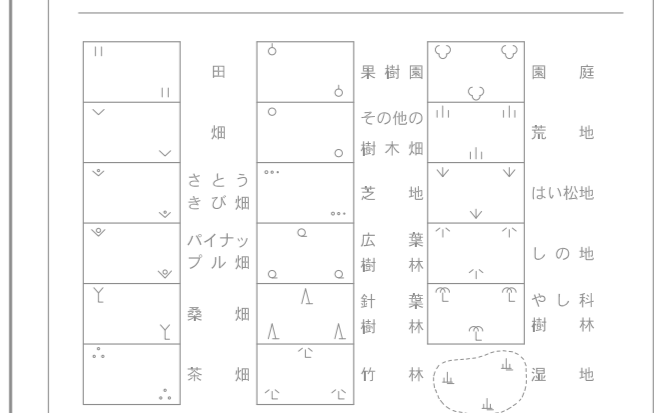 田
畑
さとう
きび畑
パイナッ
プル畑
桑畑
茶畑
果樹園
その他の
樹木畑
芝地
広葉
樹林
針葉
樹林
竹林
園庭
荒地
はい松地
しの地
やし科
樹林
湿地